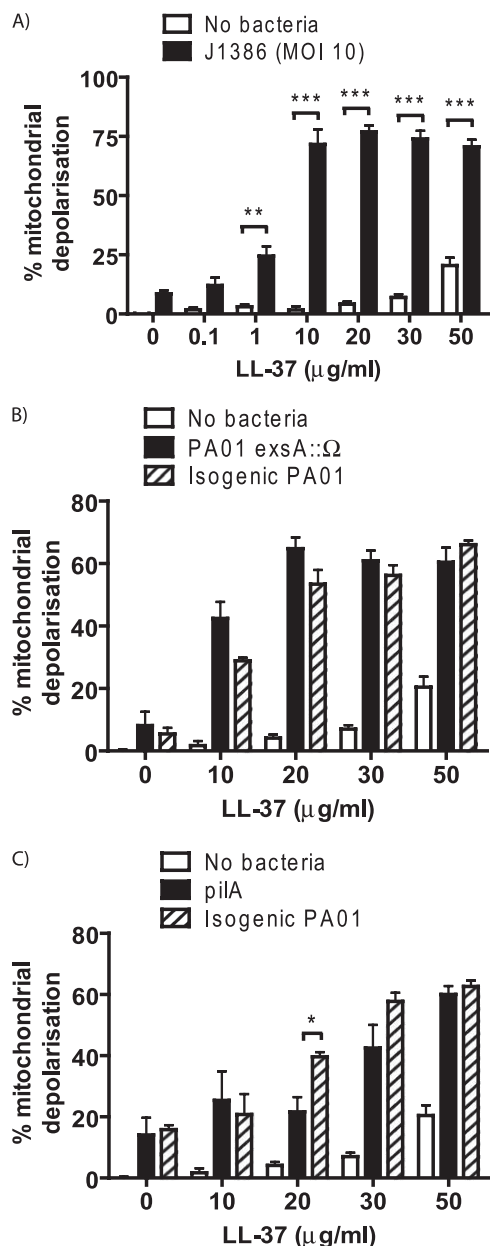 A)
No bacteria
J1386 (MOI 10)
100
75
50
25
0
% mitochondrial
depolarisation
***
***
***
***
**
0 0.1 1 10 20 30 50
LL-37 (μg/ml)
B)
No bacteria
PA01 exsA::Ω
Isogenic PA01
80
60
40
20
0
% mitochondrial
depolarisation
0 10 20 30 50
LL-37 (μg/ml)
C)
No bacteria
pilA
Isogenic PA01
80
60
40
20
0
% mitochondrial
depolarisation
*
0 10 20 30 50
LL-37 (μg/ml)